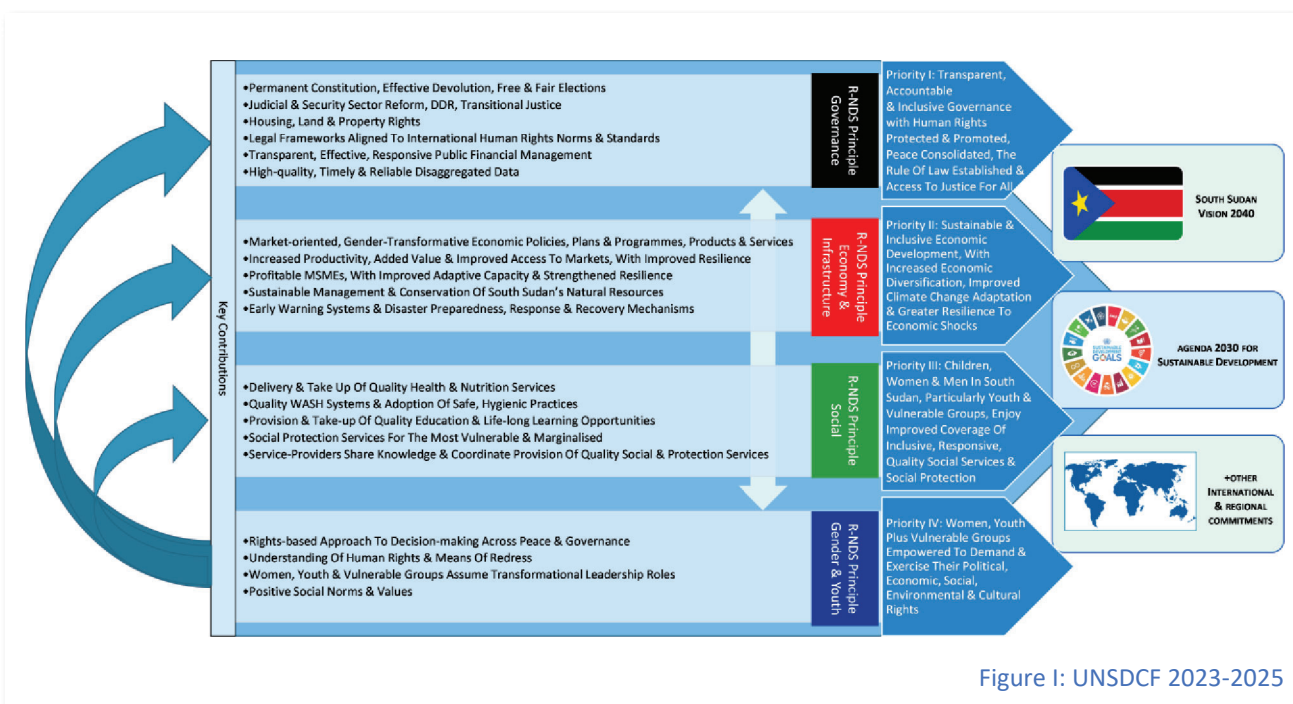 Key Contributions
•Permanent Constitution, Effective Devolution, Free & Fair Elections
•Judicial & Security Sector Reform, DDR, Transitional Justice
•Housing, Land & Property Rights
•Legal Frameworks Aligned To International Human Rights Norms & Standards
•Transparent, Effective, Responsive Public Financial Management
•High-quality, Timely & Reliable Disaggregated Data
R-NDS Principle
Governance
Priority I: Transparent,
Accountable
& Inclusive Governance
with Human Rights
Protected & Promoted,
Peace Consolidated, The
Rule Of Law Established &
Access To Justice For All
•Market-oriented, Gender-Transformative Economic Policies, Plans & Programmes, Products & Services
•Increased Productivity, Added Value & Improved Access To Markets, With Improved Resilience
•Profitable MSMEs, With Improved Adaptive Capacity & Strengthened Resilience
•Sustainable Management & Conservation Of South Sudan's Natural Resources
•Early Warning Systems & Disaster Preparedness, Response & Recovery Mechanisms
R-NDS Principle
Economy &
Infrastructure
Priority II: Sustainable &
Inclusive Economic
Development, With
Increased Economic
Diversification, Improved
Climate Change Adaptation
& Greater Resilience To
Economic Shocks
•Delivery & Take Up Of Quality Health & Nutrition Services
•Quality WASH Systems & Adoption Of Safe, Hygienic Practices
•Provision & Take-up Of Quality Education & Life-long Learning Opportunities
•Social Protection Services For The Most Vulnerable & Marginalised
•Service-Providers Share Knowledge & Coordinate Provision Of Quality Social & Protection Services
R-NDS Principle
Social
Priority III: Children,
Women & Men In South
Sudan, Particularly Youth &
Vulnerable Groups, Enjoy
Improved Coverage Of
Inclusive, Responsive,
Quality Social Services &
Social Protection
•Rights-based Approach To Decision-making Across Peace & Governance
•Understanding Of Human Rights & Means Of Redress
•Women, Youth & Vulnerable Groups Assume Transformational Leadership Roles
•Positive Social Norms & Values
R-NDS Principle
Gender & Youth
Priority IV: Women, Youth
Plus Vulnerable Groups
Empowered To Demand &
Exercise Their Political,
Economic, Social,
Environmental & Cultural
Rights
SOUTH SUDAN
VISION 2040
SUSTAINABLE
DEVELOPMENT
GOALS
AGENDA 2030 FOR
SUSTAINABLE DEVELOPMENT
+OTHER
INTERNATIONAL
& REGIONAL
COMMITMENTS
Figure I: UNSDCF 2023-2025